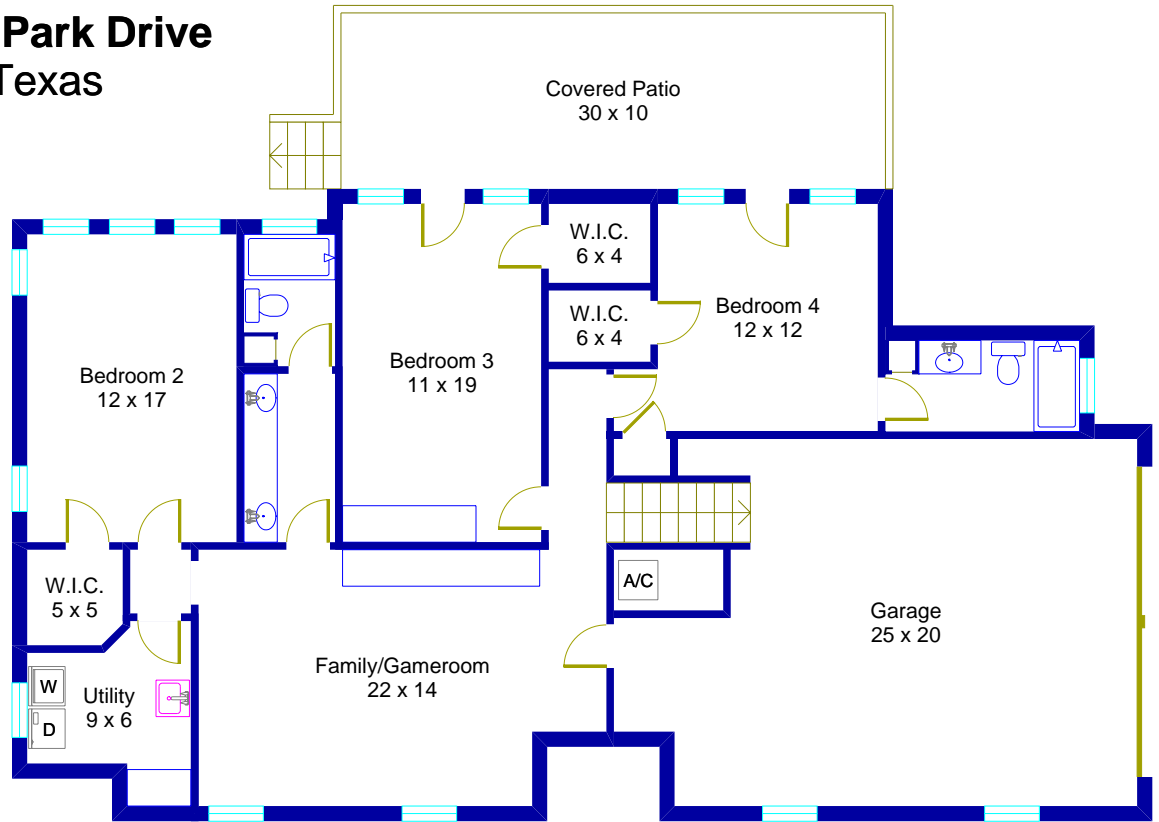 Park Drive
Texas
Covered Patio
30 x 10
W.I.C.
6 x 4
W.I.C.
6 x 4
Bedroom 4
12 x 12
Bedroom 3
11 x 19
Bedroom 2
12 x 17
W.I.C.
5 x 5
A/C
Garage
25 x 20
Family/Gameroom
22 x 14
W
Utility
9 x 6
D